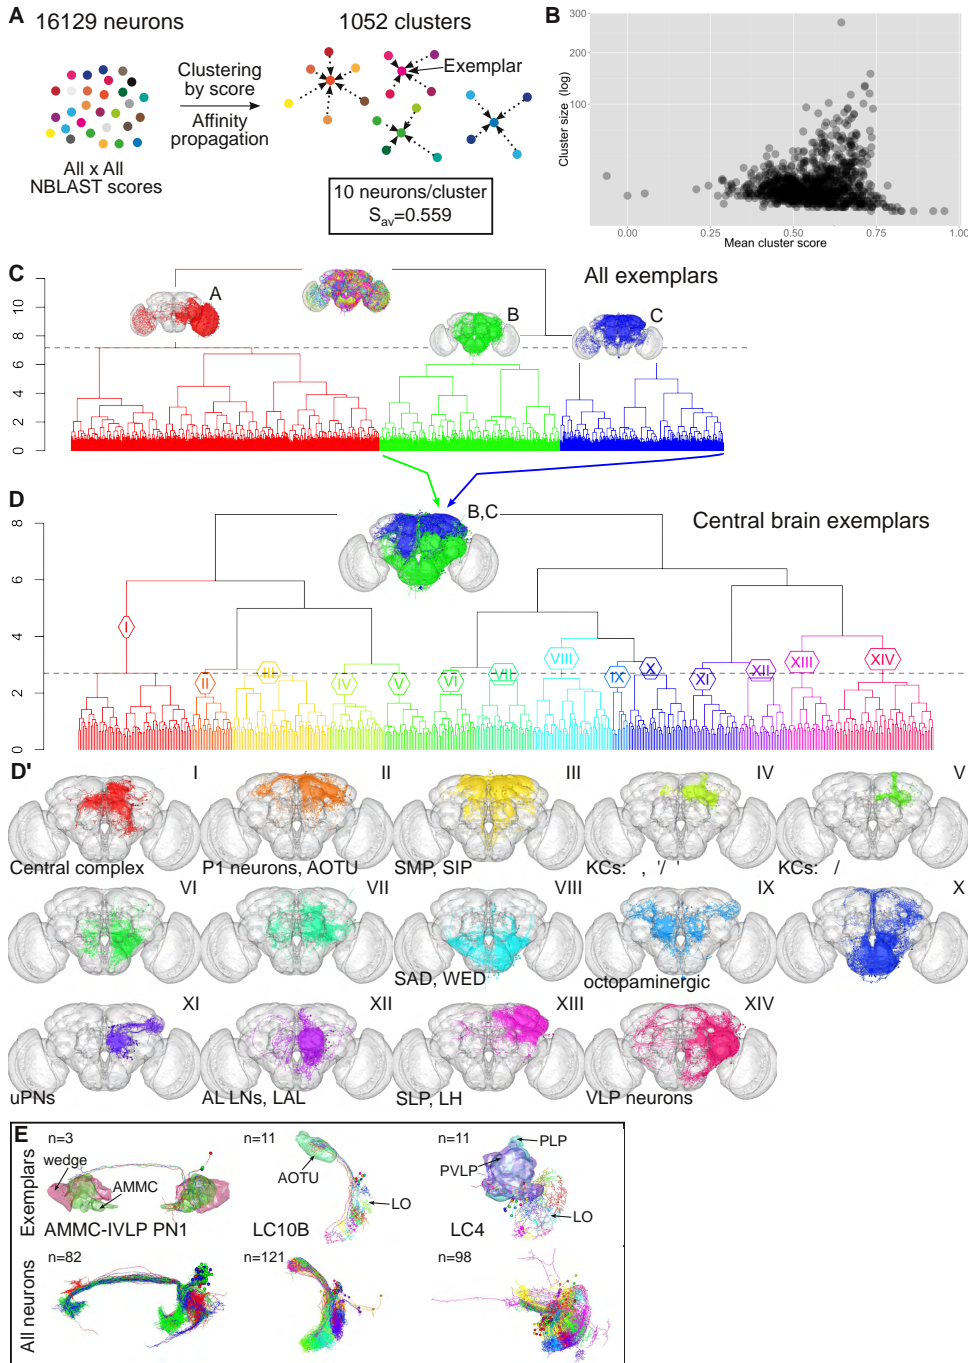 A
16129 neurons
1052 clusters
Clustering
by score
Affinity
propagation
Exemplar
All x All
NBLAST scores
10 neurons/cluster
Sav=0.559
B
300
200
100
Cluster size (log)
0.00
0.25
0.50
0.75
1.00
Mean cluster score
C
All exemplars
10
8
6
4
2
0
A
B
C
D
Central brain exemplars
B,C
8
6
4
2
0
I
II
III
IV
V
VI
VII
VIII
IX
X
XI
XII
XIII
XIV
D'
I
Central complex
II
P1 neurons, AOTU
III
SMP, SIP
IV
KCs: , '/ '
V
KCs: /
VI
VII
VIII
SAD, WED
IX
octopaminergic
X
XI
uPNs
XII
AL LNs, LAL
XIII
SLP, LH
XIV
VLP neurons
E
Exemplars
n=3
wedge
AMMC
AMMC-IVLP PN1
n=11
AOTU
LO
LC10B
n=11
PLP
PVLP
LO
LC4
All neurons
n=82
n=121
n=98